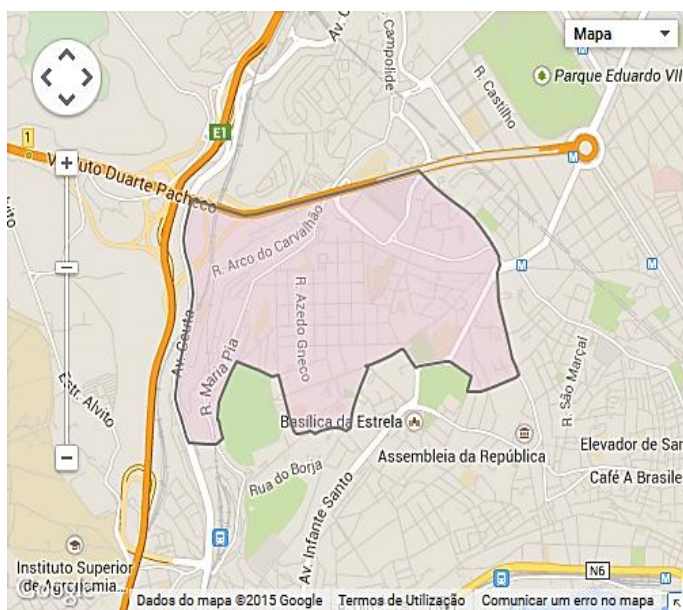 Mapa
Av. C
R. Campolide
R. Castilho
Parque Eduardo VII
E1
1
Viaduto Duarte Pacheco
M
R. Arco do Carvalhão
M
M
R. Azedo Gneco
Av. Ceuta
R. Maria Pia
Estr. Alvito
R. São Marçal
Basílica da Estrela
Assembleia da República
Elevador de San
Café A Brasile
Rua do Borja
Av. Infante Santo
Instituto Superior
de Agronomia...
N6
M
Google
Dados do mapa ©2015 Google
Termos de Utilização
Comunicar um erro no mapa